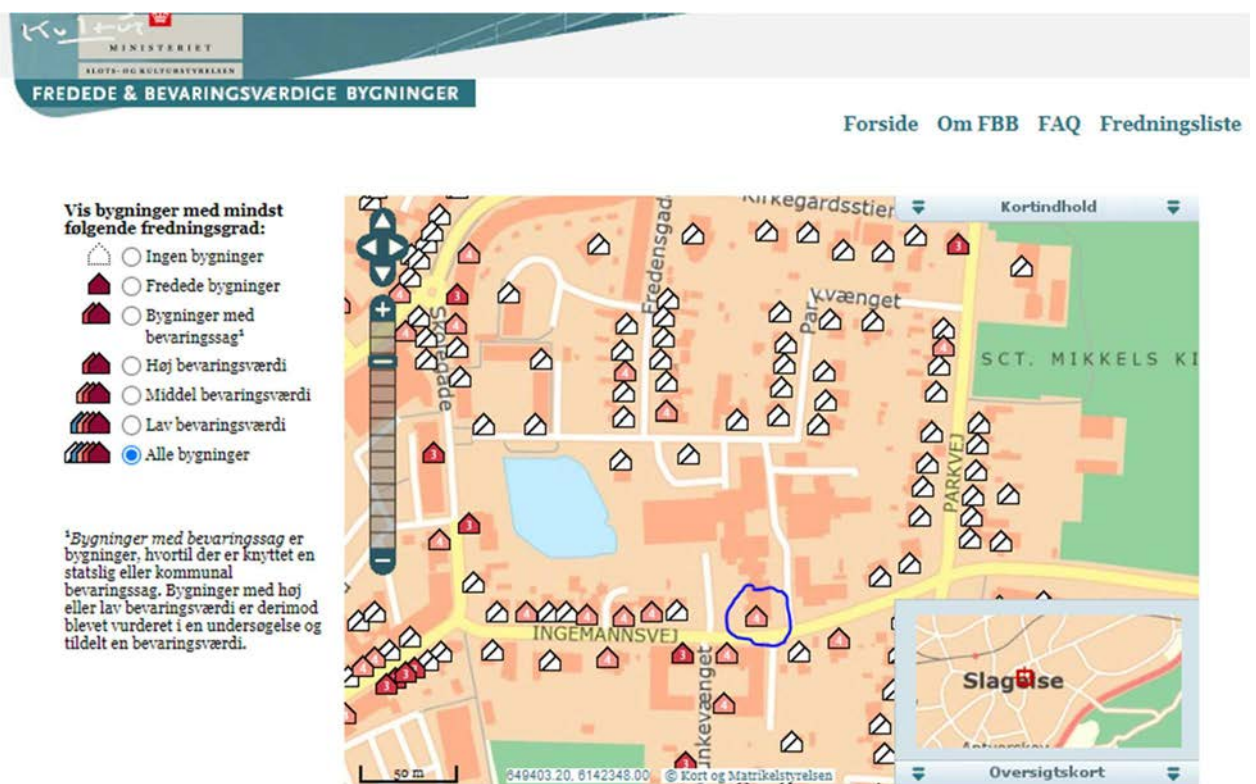 Kultur
MINISTERIET
SLOTS- OG KULTURSTYRELSEN
FREDEDE & BEVARINGSVÆRDIGE BYGNINGER
Forside Om FBB FAQ Fredningsliste
Vis bygninger med mindst
følgende fredningsgrad:
Ingen bygninger
Fredede bygninger
Bygninger med
bevaringssag¹
Høj bevaringsværdi
Middel bevaringsværdi
Lav bevaringsværdi
Alle bygninger
¹Bygninger med bevaringssag er
bygninger, hvortil der er knyttet en
statslig eller kommunal
bevaringssag. Bygninger med høj
eller lav bevaringsværdi er derimod
blevet vurderet i en undersøgelse og
tildelt en bevaringsværdi.
Kortindhold
Skolegade
SCT. MIKKELS KI
PARKVEJ
INGEMANNSVEJ
50 m
649403.20, 6142348.00 © Kort og Matrikelstyrelsen
Slagelse
Oversigtskort